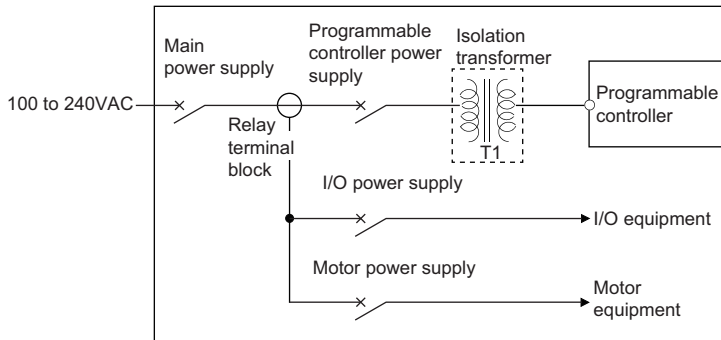 Main
power supply
Programmable
controller power
supply
Isolation
transformer
100 to 240VAC
Relay
terminal
block
T1
Programmable
controller
I/O power supply
I/O equipment
Motor power supply
Motor
equipment